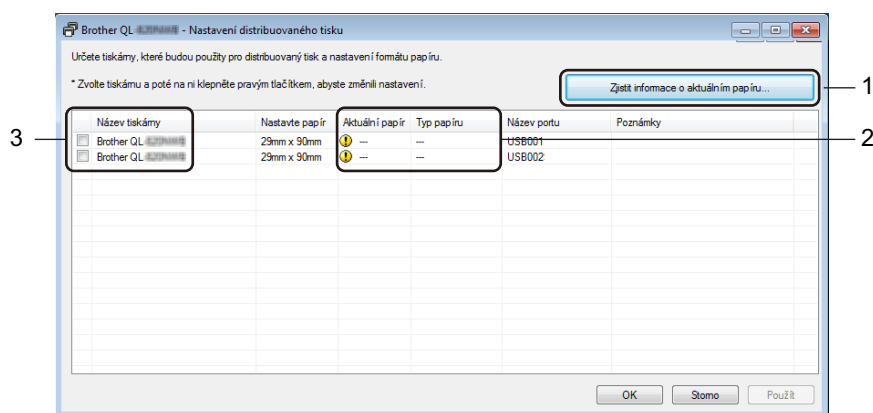 Brother QL - Nastavení distribuovaného tisku
Určete tiskárny, které budou použity pro distribuovaný tisk a nastavení formátu papíru.
* Zvolte tiskárnu a poté na ni klepněte pravým tlačítkem, abyste změnili nastavení.
Zjistit informace o aktuálním papíru...
1
Název tiskárny Nastavte papír Aktuální papír Typ papíru Název portu Poznámky
3
Brother QL 29mm x 90mm --- --- USB001
2
Brother QL 29mm x 90mm --- --- USB002
OK Storno Použít